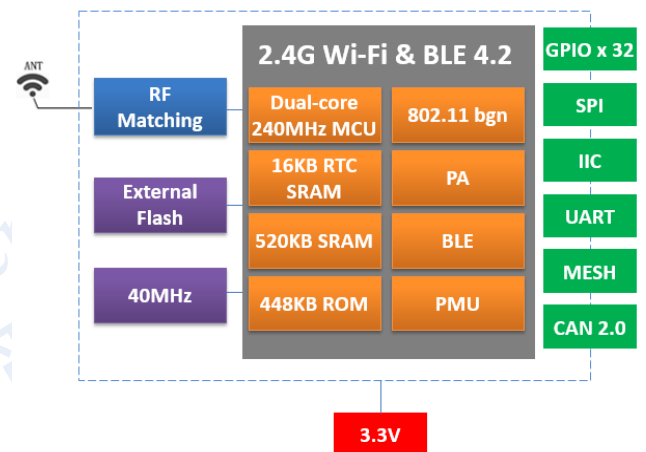 ANT
RF
Matching
External
Flash
40MHz
2.4G Wi-Fi & BLE 4.2
Dual-core
240MHz MCU
802.11 bgn
16KB RTC
SRAM
PA
520KB SRAM
BLE
448KB ROM
PMU
GPIO x 32
SPI
IIC
UART
MESH
CAN 2.0
3.3V